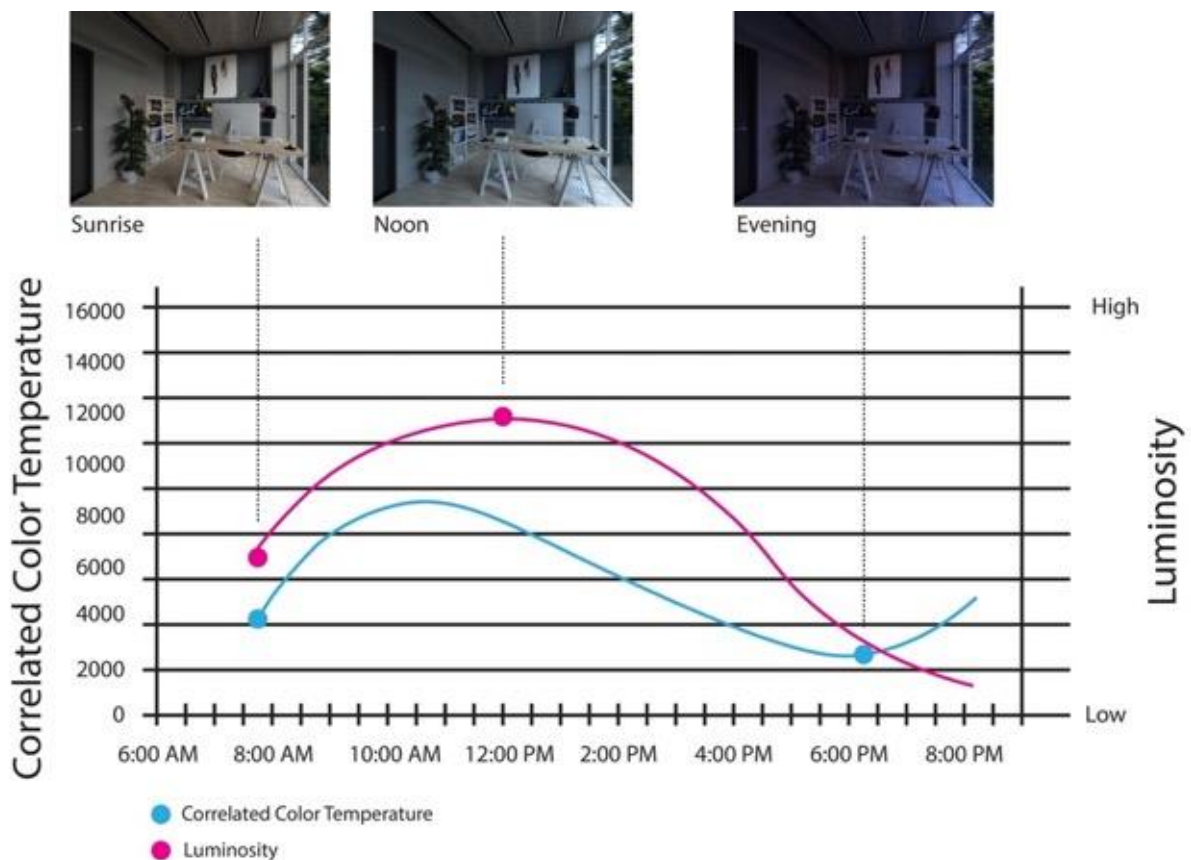 Sunrise
Noon
Evening
Correlated Color Temperature
16000
14000
12000
10000
8000
6000
4000
2000
0
High
Low
Luminosity
6:00 AM
8:00 AM
10:00 AM
12:00 PM
2:00 PM
4:00 PM
6:00 PM
8:00 PM
Correlated Color Temperature
Luminosity